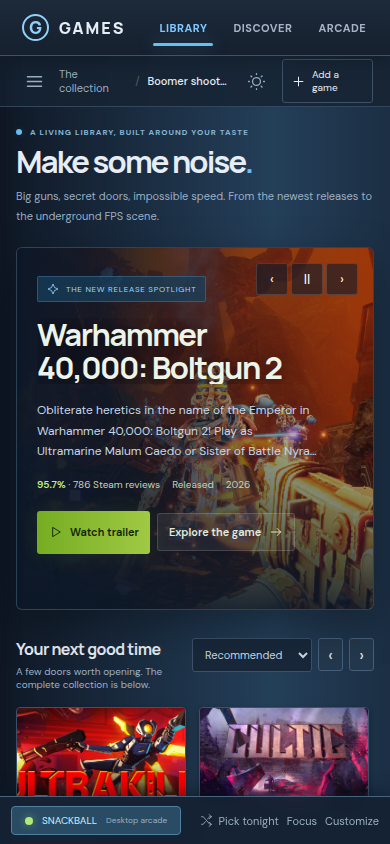 G GAMES LIBRARY DISCOVER ARCADE
The collection / Boomer shoot... Add a game
A LIVING LIBRARY, BUILT AROUND YOUR TASTE
Make some noise.
Big guns, secret doors, impossible speed. From the newest releases to
the underground FPS scene.
THE NEW RELEASE SPOTLIGHT
Warhammer
40,000: Boltgun 2
Obliterate heretics in the name of the Emperor in
Warhammer 40,000: Boltgun 2! Play as
Ultramarine Malum Caedo or Sister of Battle Nyra...
95.7% · 786 Steam reviews Released 2026
Watch trailer Explore the game →
Your next good time
Recommended
A few doors worth opening. The
complete collection is below.
ULTRAKILL
CULTIC
SNACKBALL Desktop arcade Pick tonight Focus Customize